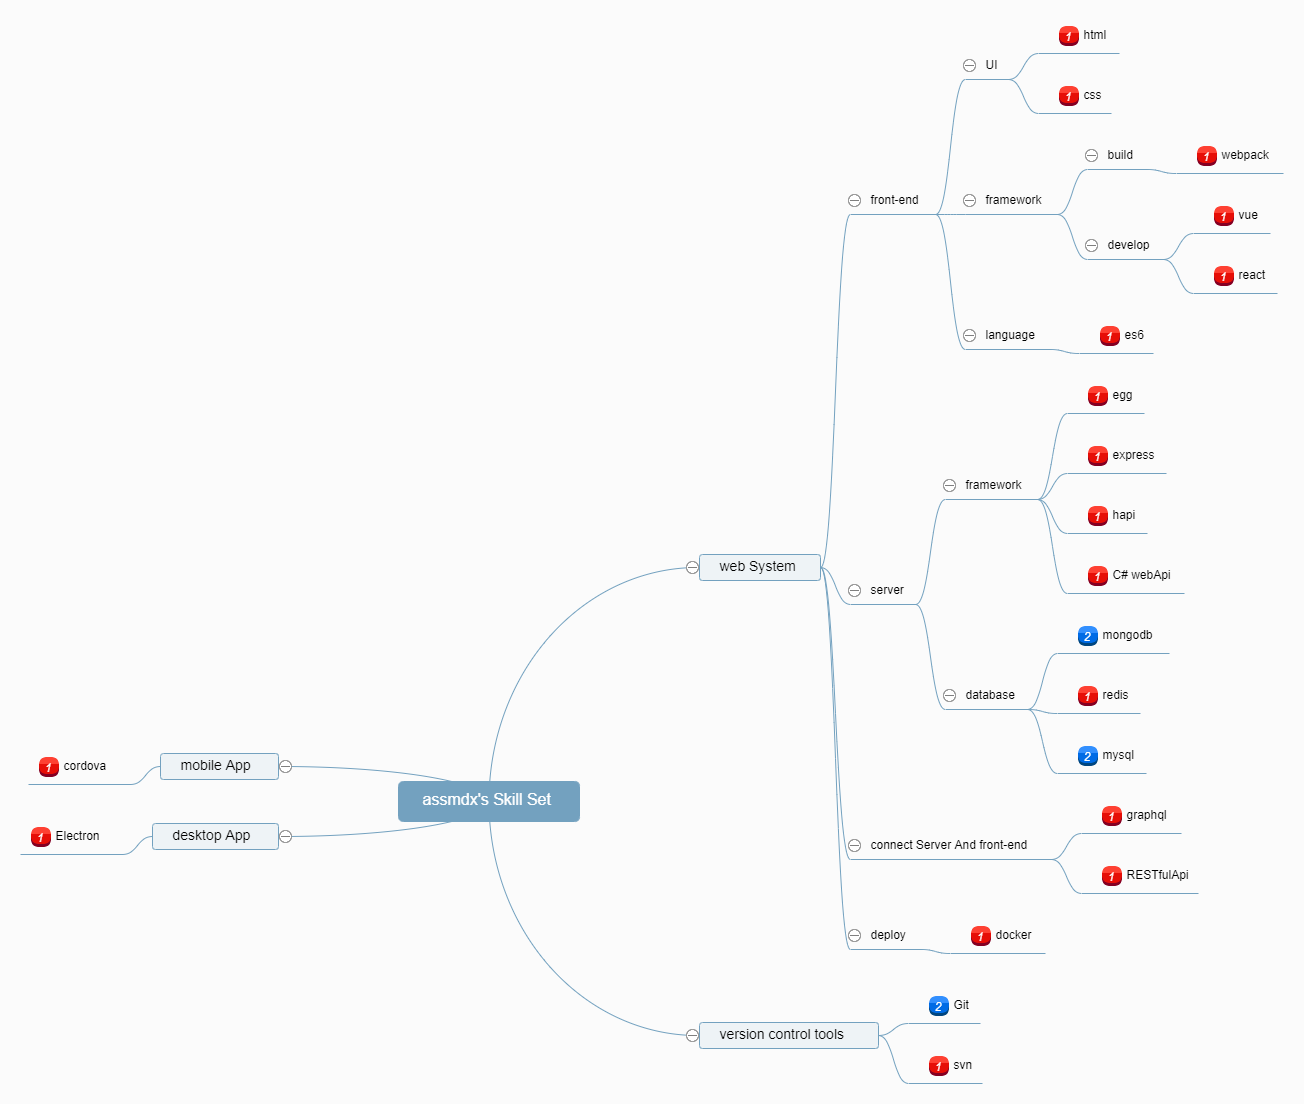 assmdx's Skill Set
web System
front-end
UI
1 html
1 css
framework
build
1 webpack
develop
1 vue
1 react
language
1 es6
server
framework
1 egg
1 express
1 hapi
1 C# webApi
database
2 mongodb
1 redis
2 mysql
connect Server And front-end
1 graphql
1 RESTfulApi
deploy
1 docker
version control tools
2 Git
1 svn
mobile App
1 cordova
desktop App
1 Electron